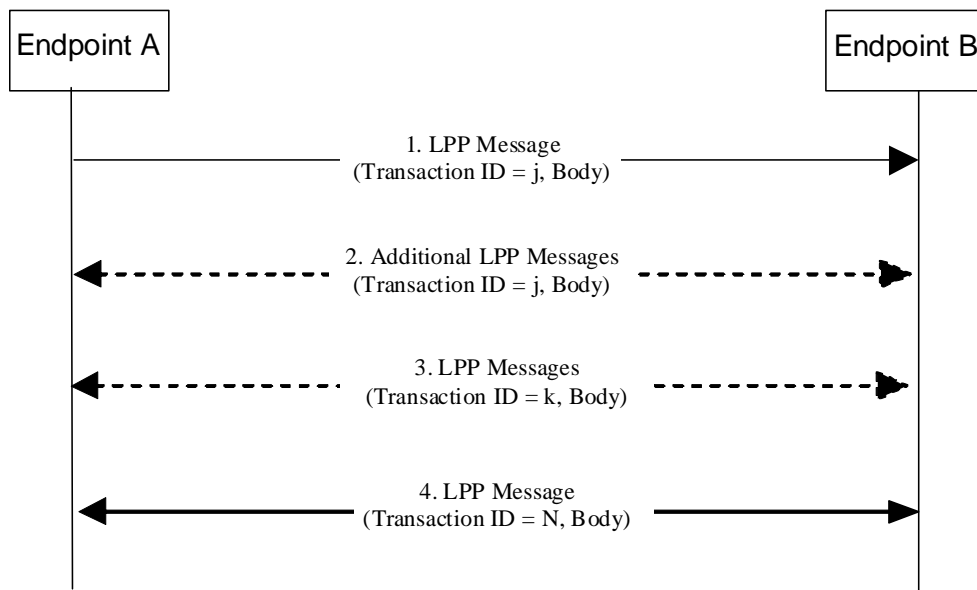 Endpoint A
Endpoint B
1. LPP Message
(Transaction ID = j, Body)
2. Additional LPP Messages
(Transaction ID = j, Body)
3. LPP Messages
(Transaction ID = k, Body)
4. LPP Message
(Transaction ID = N, Body)